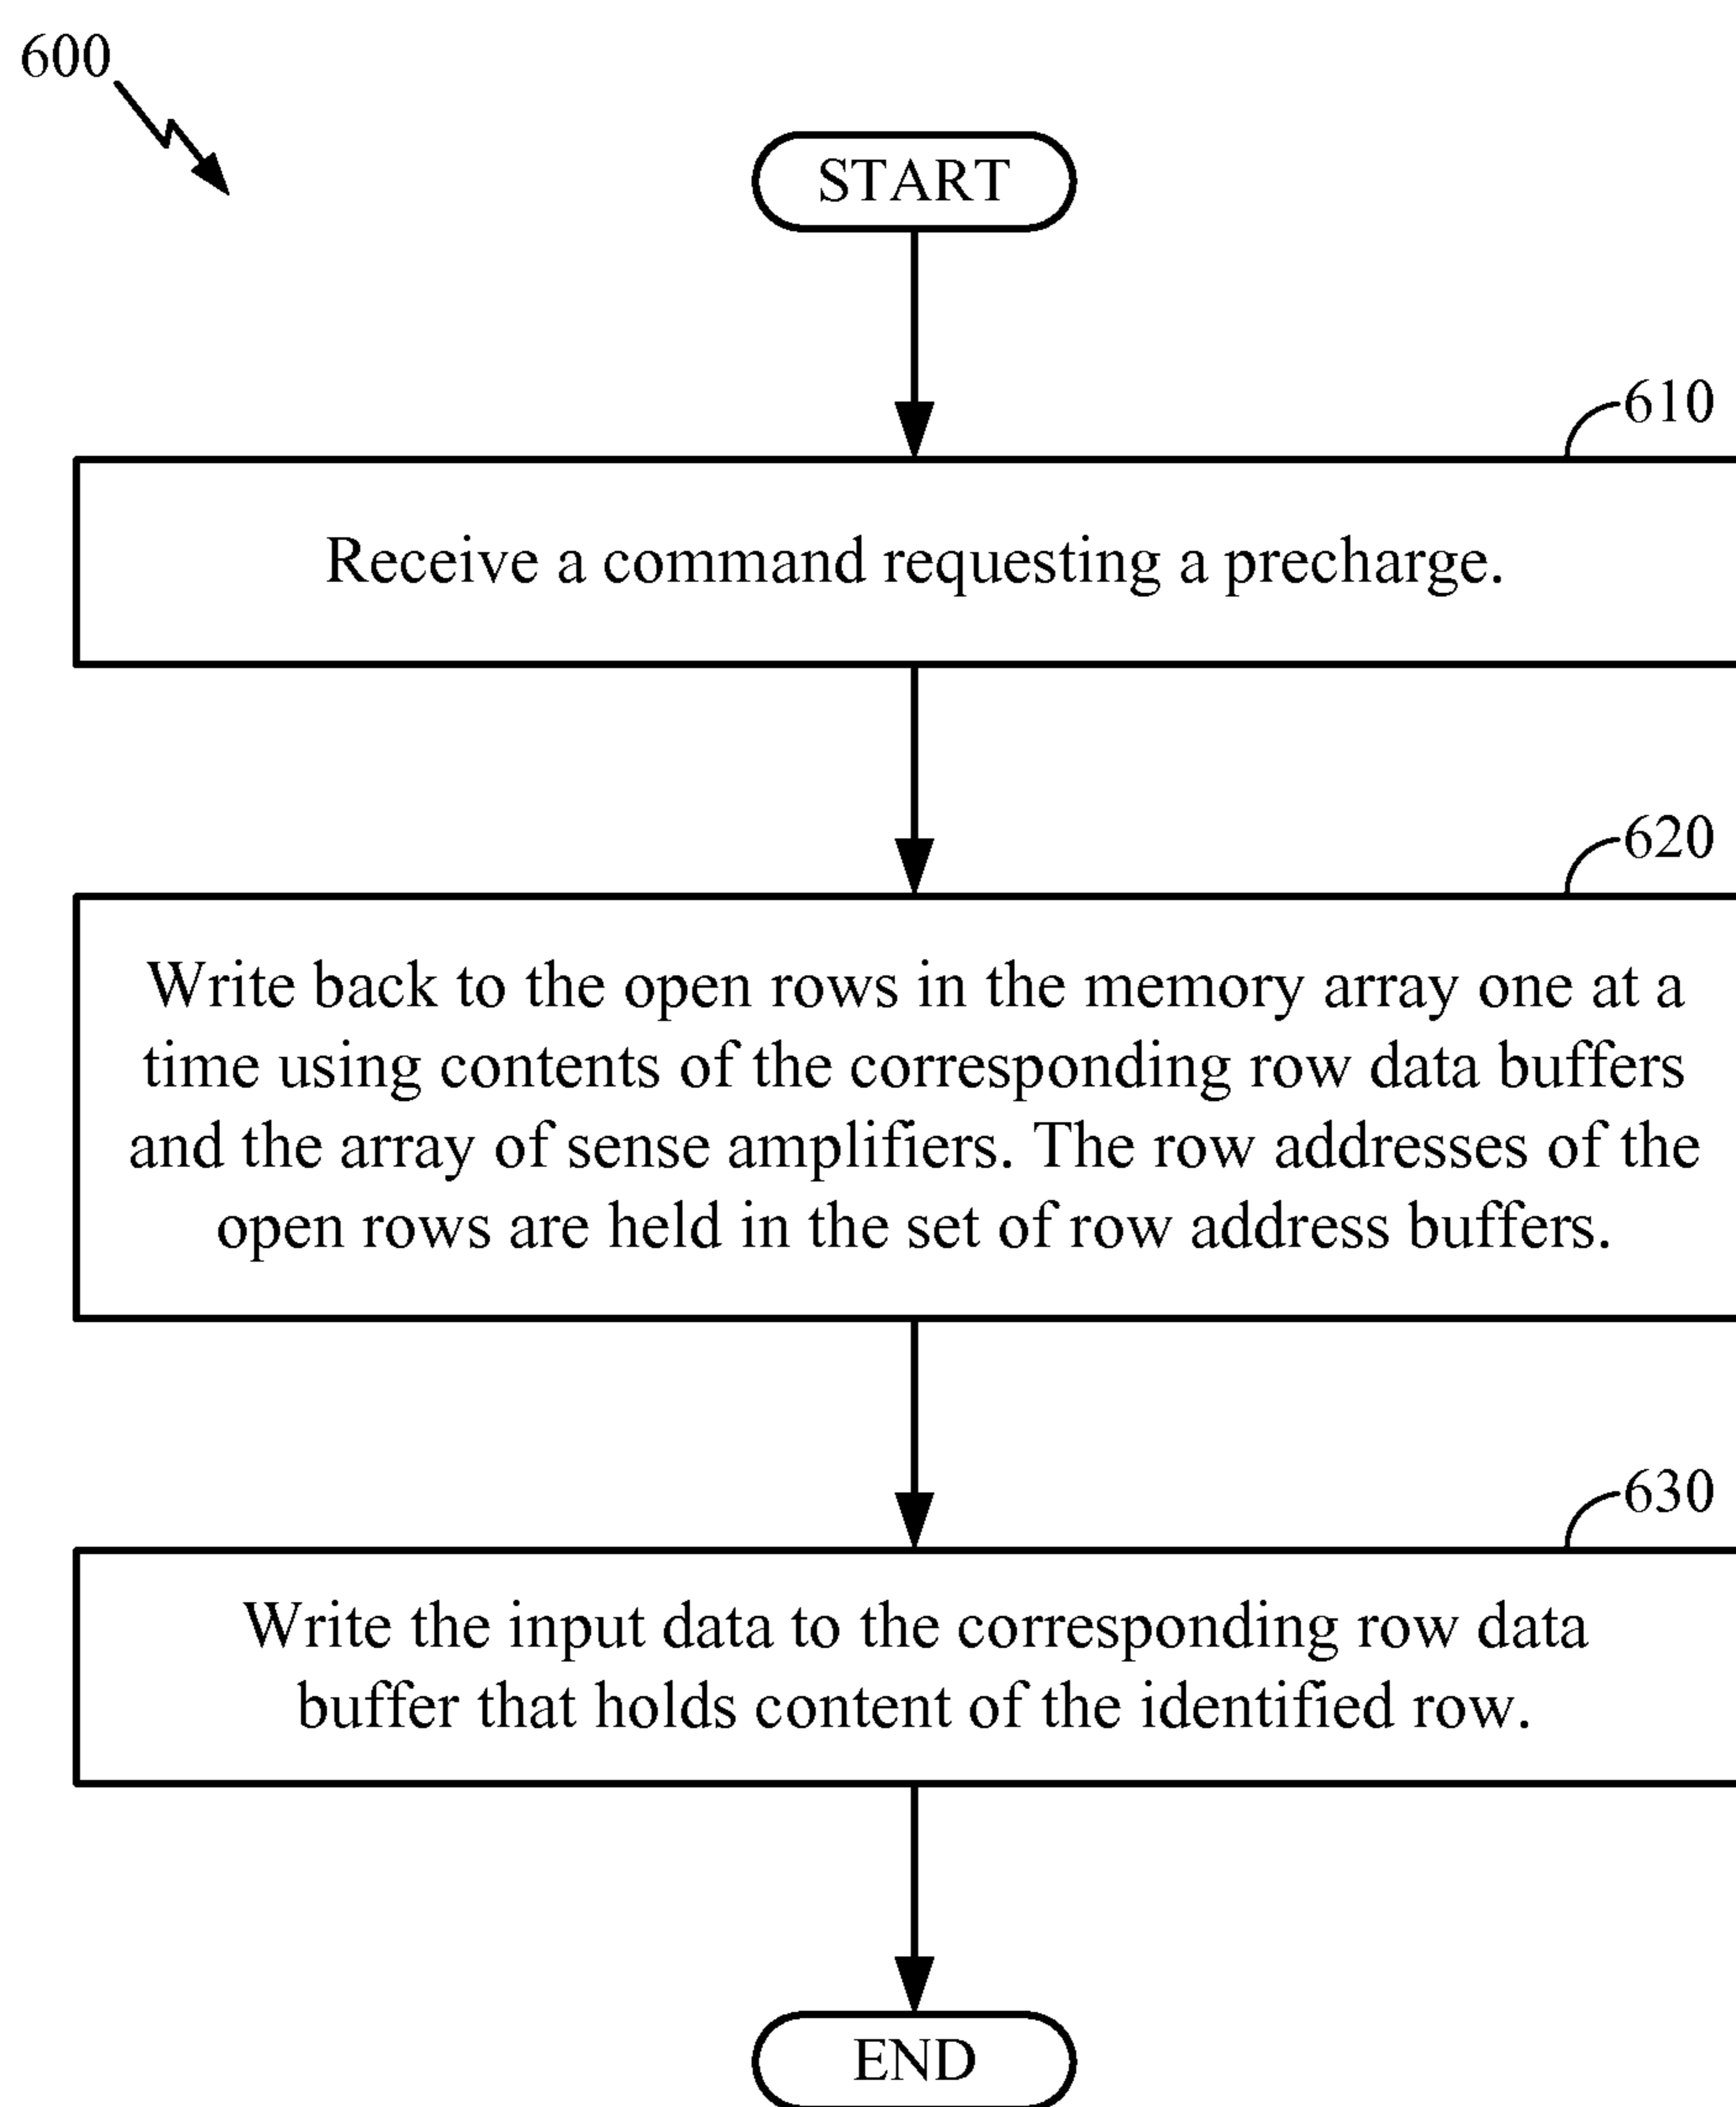 600
START
610
Receive a command requesting a precharge.
620
Write back to the open rows in the memory array one at a
time using contents of the corresponding row data buffers
and the array of sense amplifiers. The row addresses of the
open rows are held in the set of row address buffers.
630
Write the input data to the corresponding row data
buffer that holds content of the identified row.
END